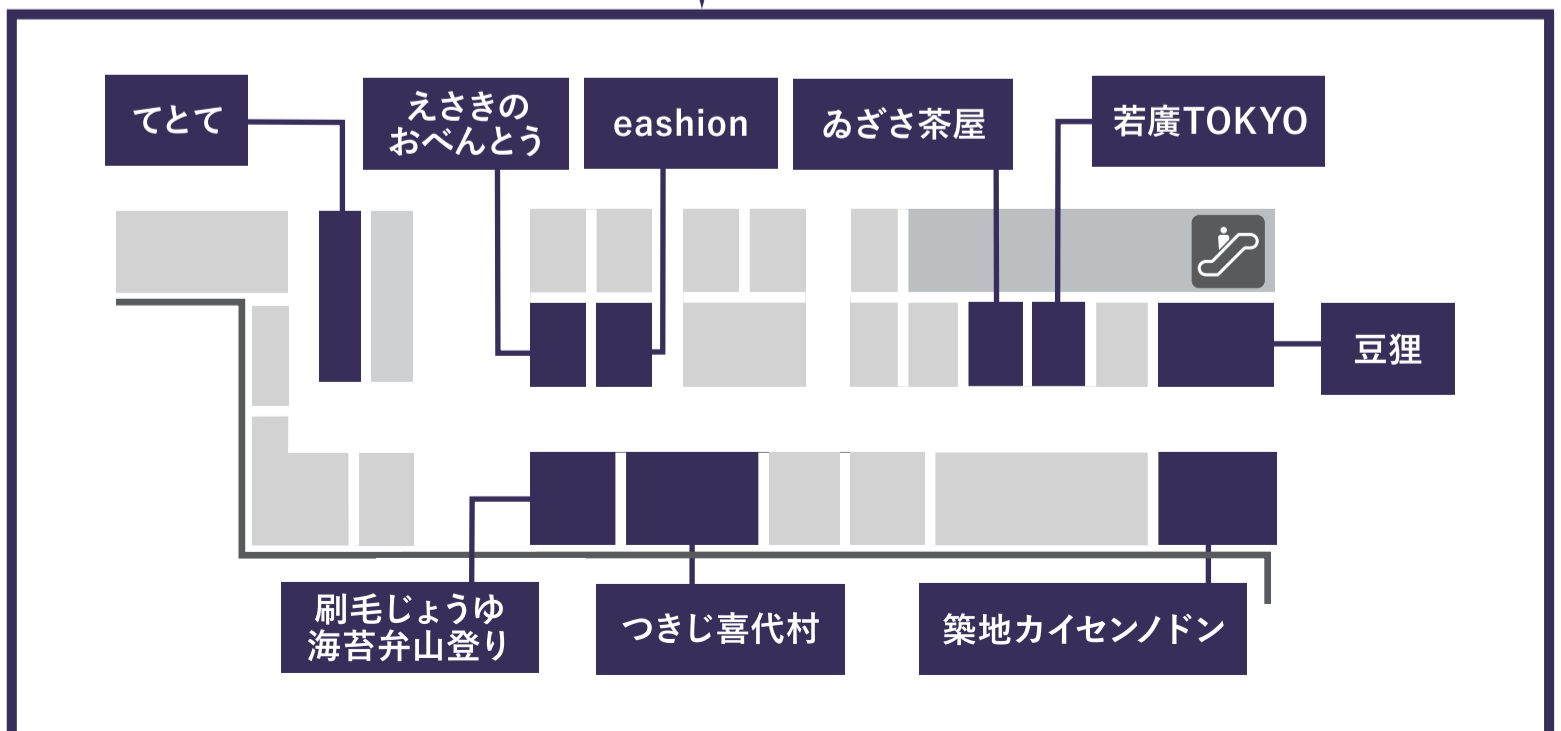 てとて
えさきの
おべんとう
eashion
ゐざさ茶屋
若廣TOKYO
豆狸
刷毛じょうゆ
海苔弁山登り
つきじ喜代村
築地カイセンノドン